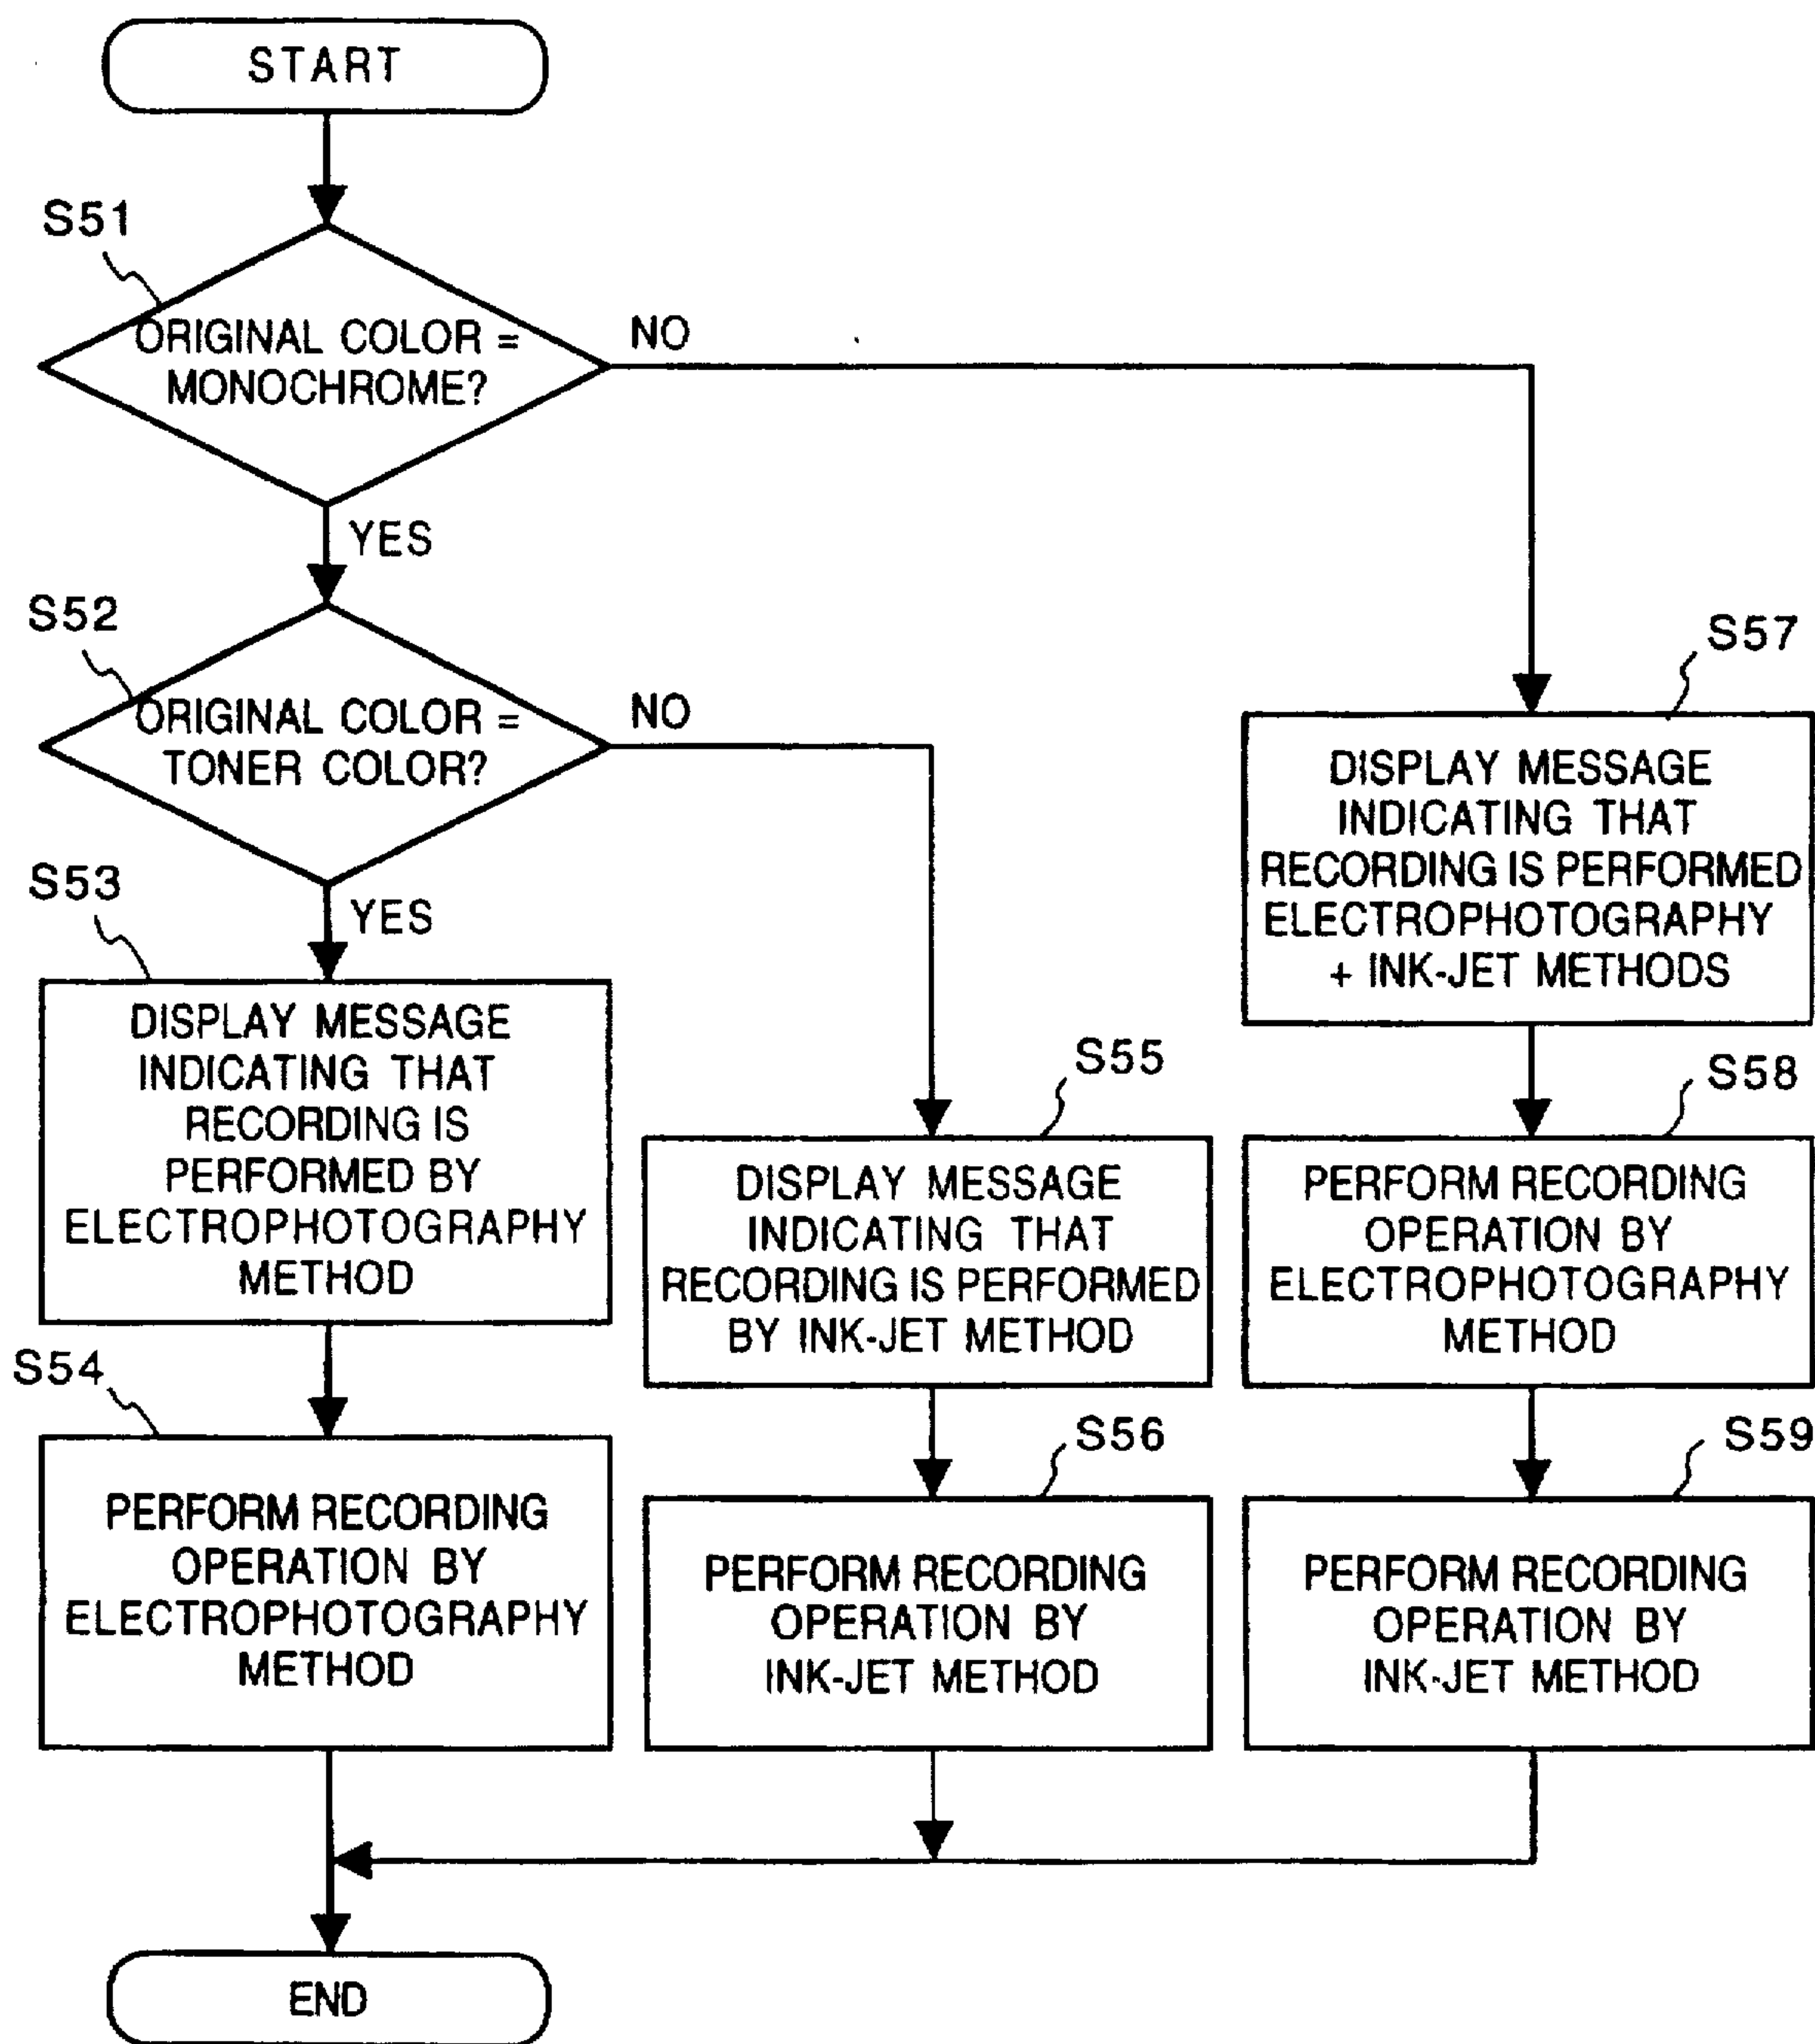 START
S51
ORIGINAL COLOR =
MONOCHROME?
NO
YES
S52
ORIGINAL COLOR =
TONER COLOR?
NO
YES
S53
DISPLAY MESSAGE
INDICATING THAT
RECORDING IS
PERFORMED BY
ELECTROPHOTOGRAPHY
METHOD
S54
PERFORM RECORDING
OPERATION BY
ELECTROPHOTOGRAPHY
METHOD
S55
DISPLAY MESSAGE
INDICATING THAT
RECORDING IS PERFORMED
BY INK-JET METHOD
S56
PERFORM RECORDING
OPERATION BY
INK-JET METHOD
S57
DISPLAY MESSAGE
INDICATING THAT
RECORDING IS PERFORMED
ELECTROPHOTOGRAPHY
+ INK-JET METHODS
S58
PERFORM RECORDING
OPERATION BY
ELECTROPHOTOGRAPHY
METHOD
S59
PERFORM RECORDING
OPERATION BY
INK-JET METHOD
END